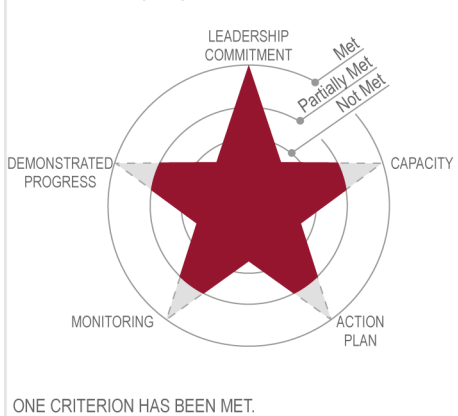 LEADERSHIP
COMMITMENT
Met
Partially Met
Not Met
DEMONSTRATED
PROGRESS
CAPACITY
MONITORING
ACTION
PLAN
ONE CRITERION HAS BEEN MET.